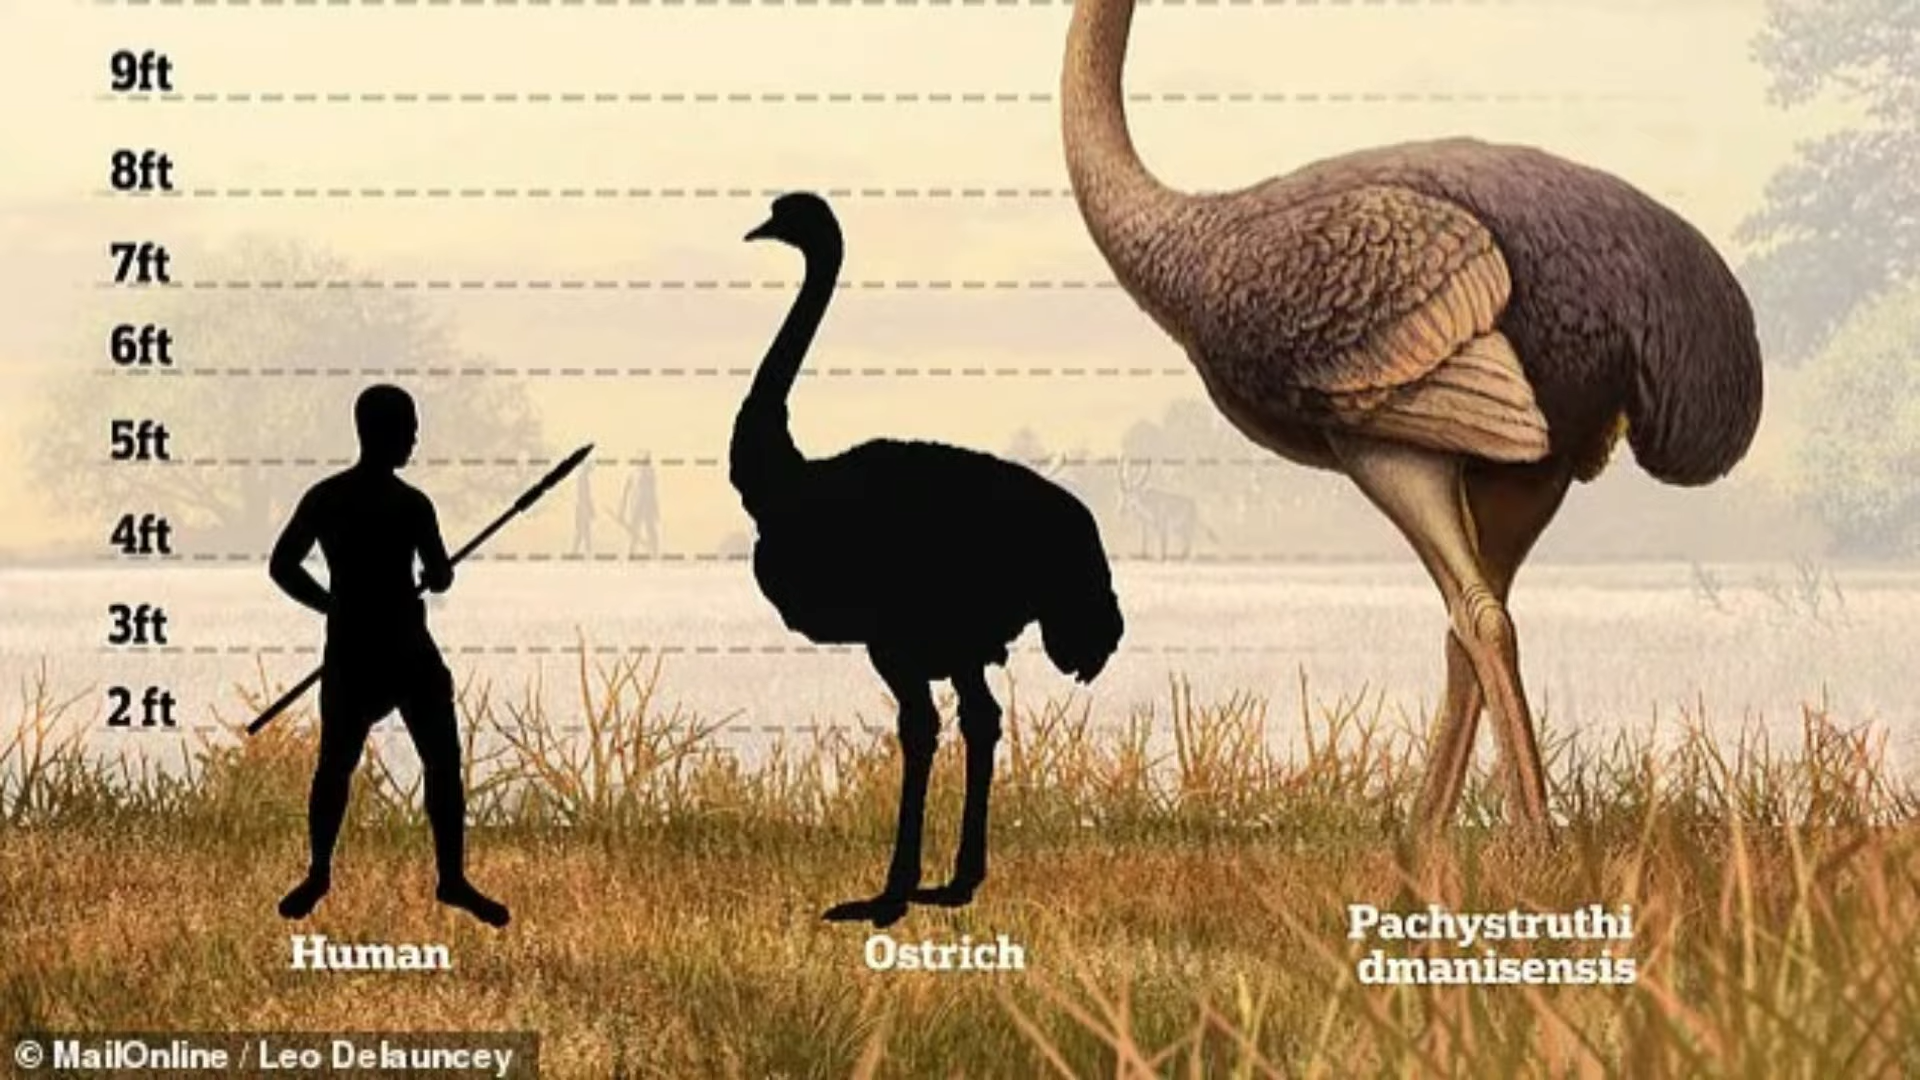 9ft
8ft
7ft
6ft
5ft
4ft
3ft
2 ft
Human
Ostrich
Pachystruthi
dmanisensis
© MailOnline / Leo Delauncey